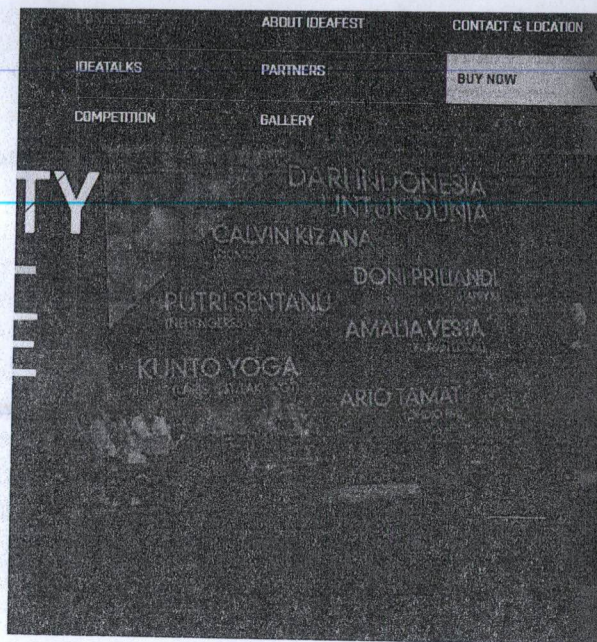 ABOUT IDEAFEST
CONTACT & LOCATION
IDEATALKS
PARTNERS
BUY NOW
COMPETITION
GALLERY
TY
DARI INDONESIA
UNTUK DUNIA
CALVIN KIZANA
DONI PRILIANDI
PUTRI SENTANU
AMALIA VESTA
KUNTO YOGA
ARIO TAMAT